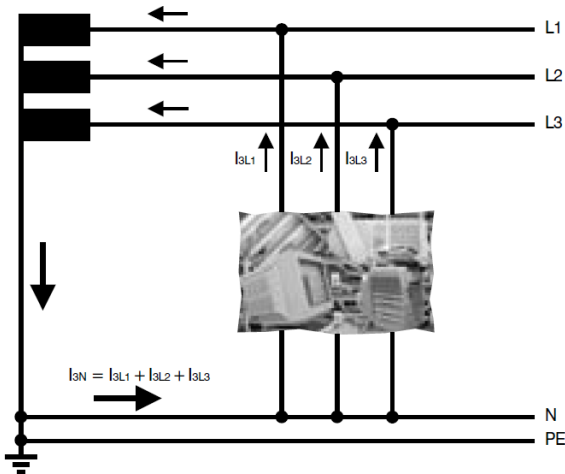 L1
L2
L3
I3L1 I3L2 I3L3
I3N = I3L1 + I3L2 + I3L3
N
PE